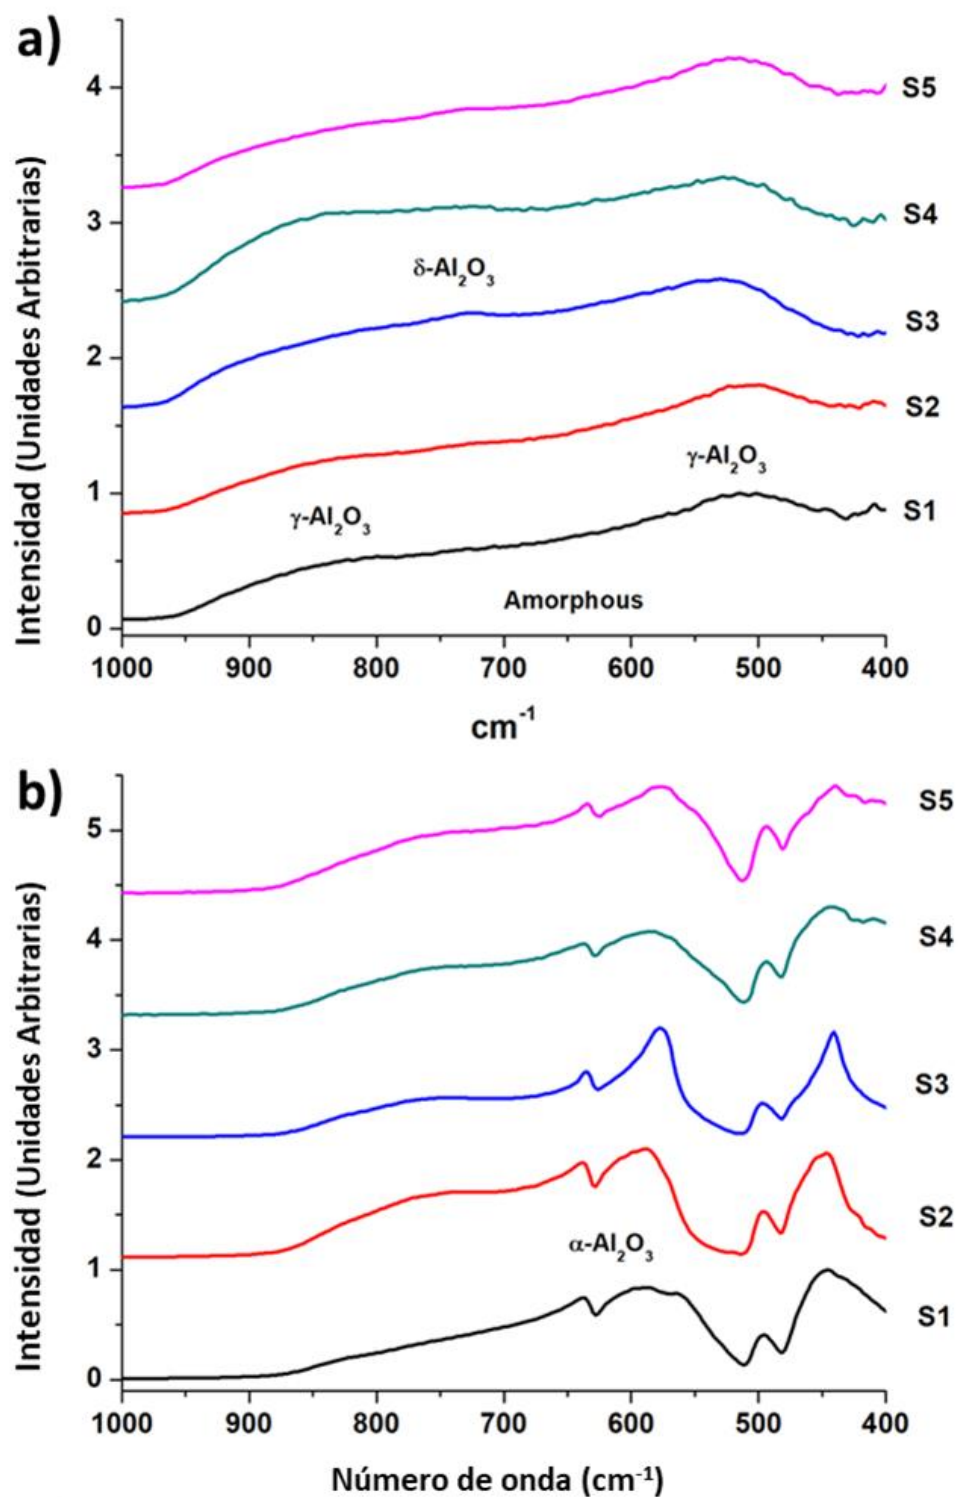 a)
Intensidad (Unidades Arbitrarias)
4
3
2
1
0
S5
S4
δ-Al₂O₃
S3
S2
γ-Al₂O₃
γ-Al₂O₃
S1
Amorphous
1000 900 800 700 600 500 400
cm⁻¹
b)
Intensidad (Unidades Arbitrarias)
5
4
3
2
1
0
S5
S4
S3
S2
α-Al₂O₃
S1
1000 900 800 700 600 500 400
Número de onda (cm⁻¹)